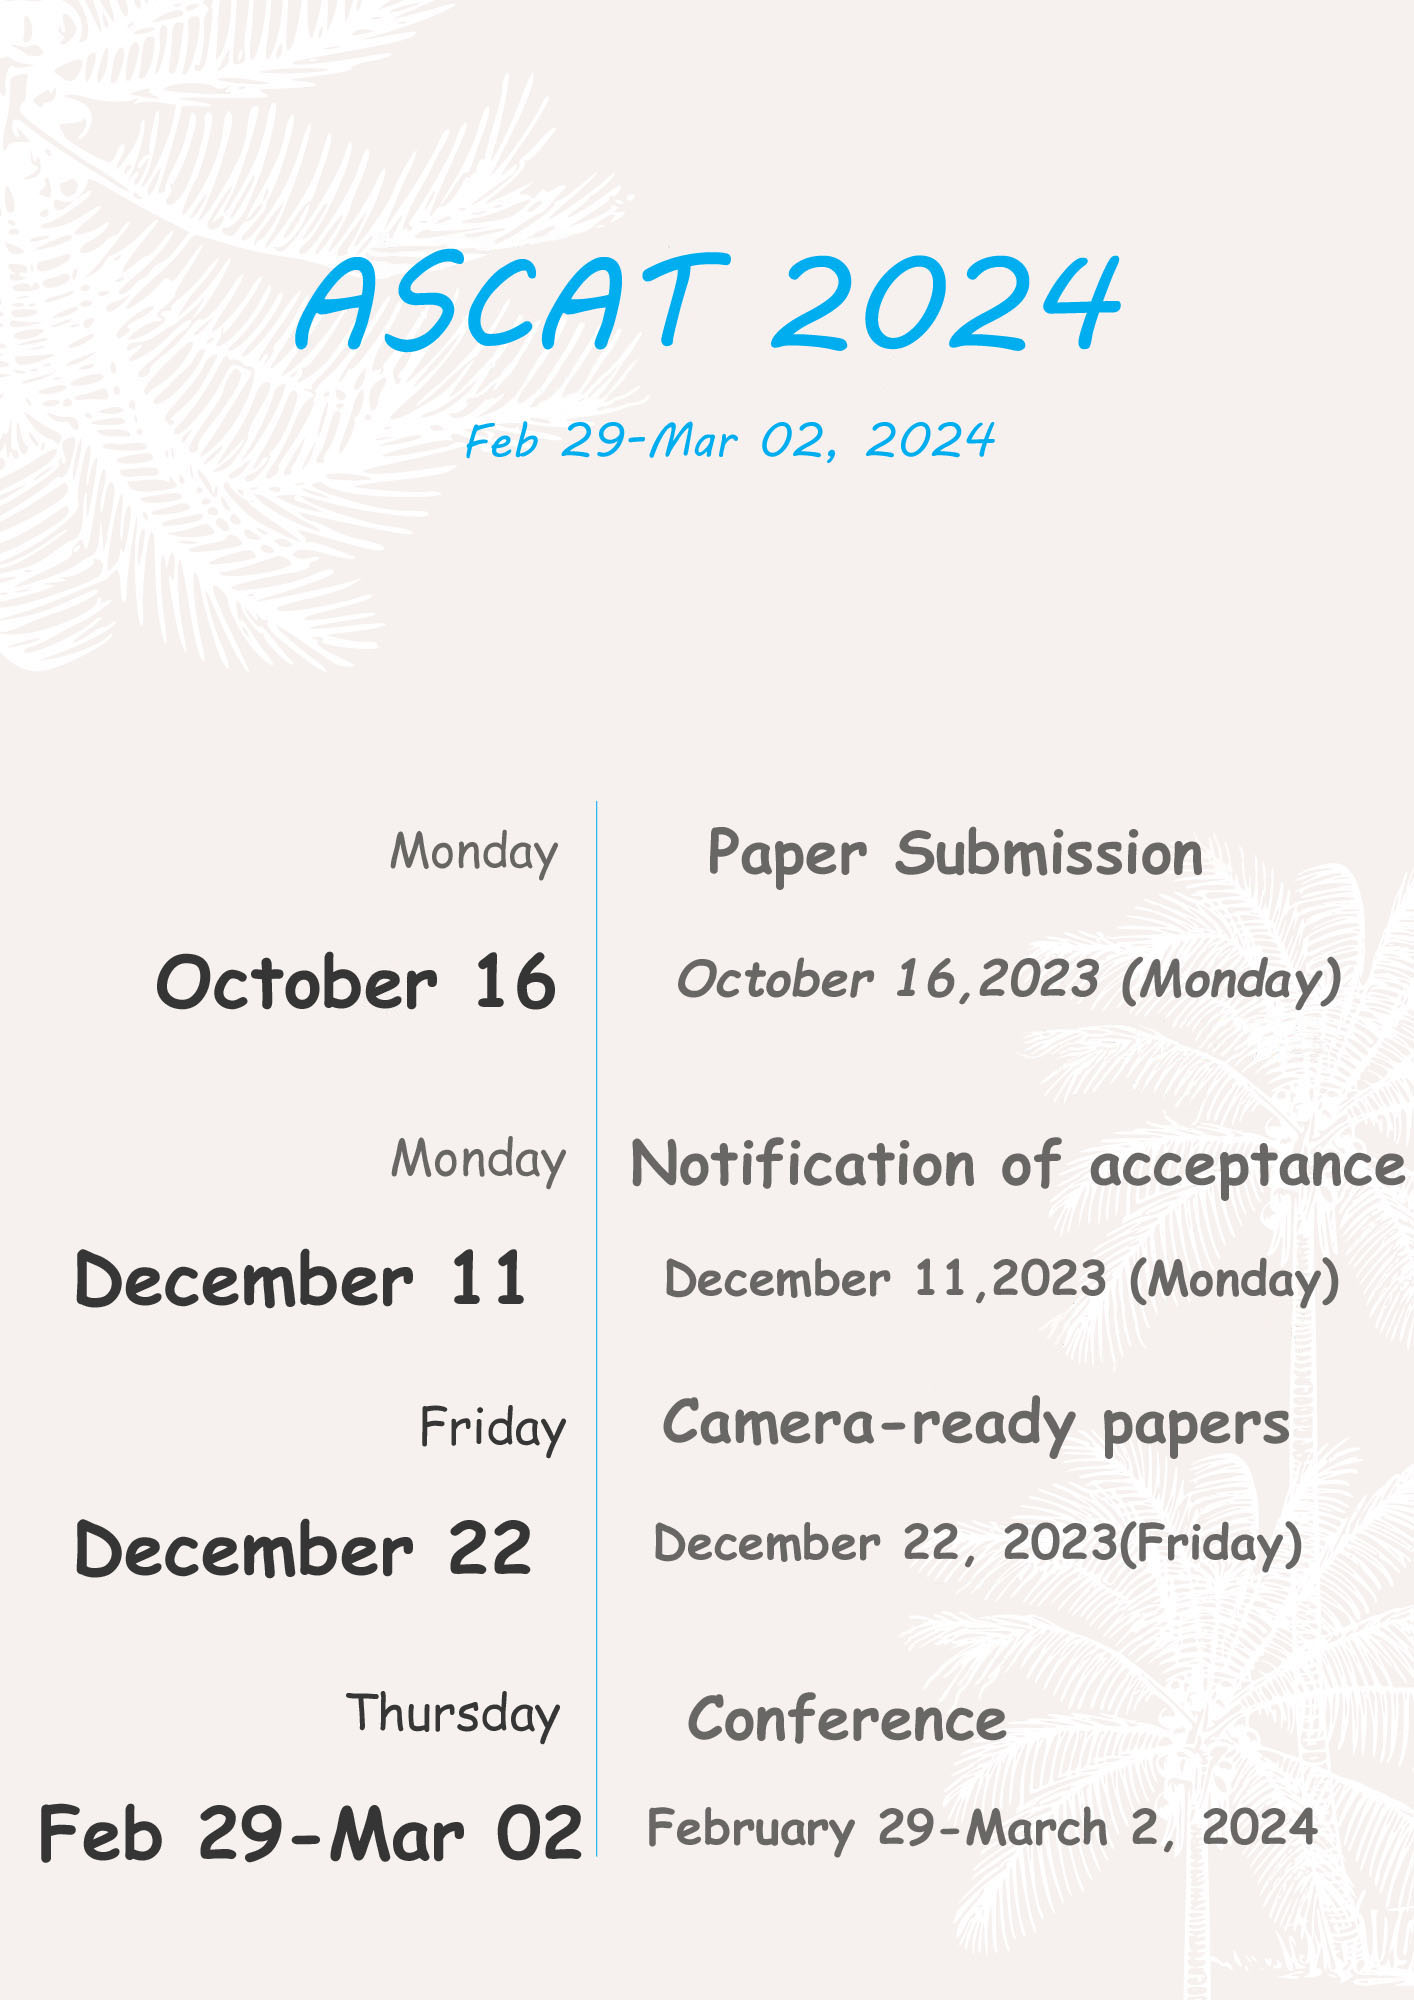 ASCAT 2024
Feb 29-Mar 02, 2024
Monday
October 16
Paper Submission
October 16,2023 (Monday)
Monday
December 11
Notification of acceptance
December 11,2023 (Monday)
Friday
December 22
Camera-ready papers
December 22, 2023(Friday)
Thursday
Feb 29-Mar 02
Conference
February 29-March 2, 2024